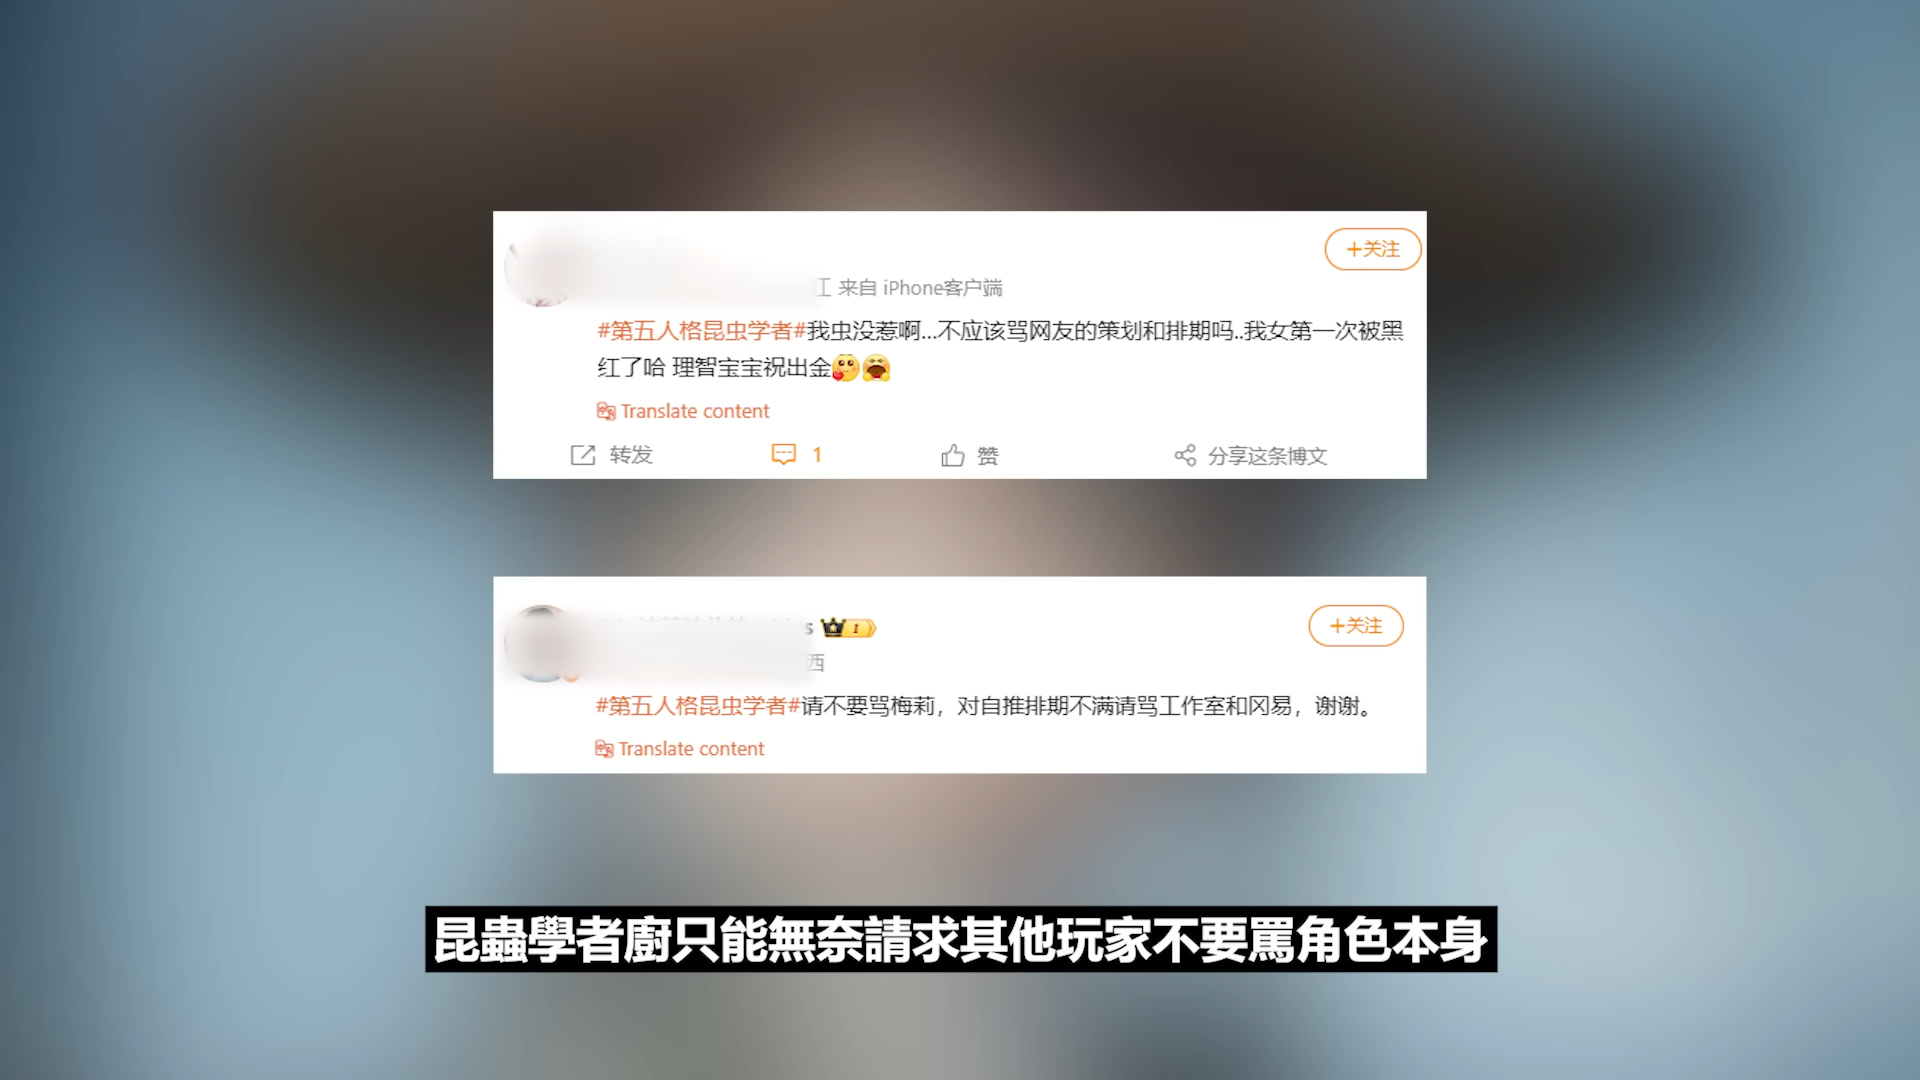 +关注
江 来自 iPhone客户端
#第五人格昆虫学者#我虫没惹啊...不应该骂网友的策划和排期吗..我女第一次被黑
红了哈 理智宝宝祝出金
Translate content
转发
1
赞
分享这条博文
s
I
+关注
西
#第五人格昆虫学者#请不要骂梅莉，对自推排期不满请骂工作室和冈易，谢谢。
Translate content
昆蟲學者廚只能無奈請求其他玩家不要罵角色本身